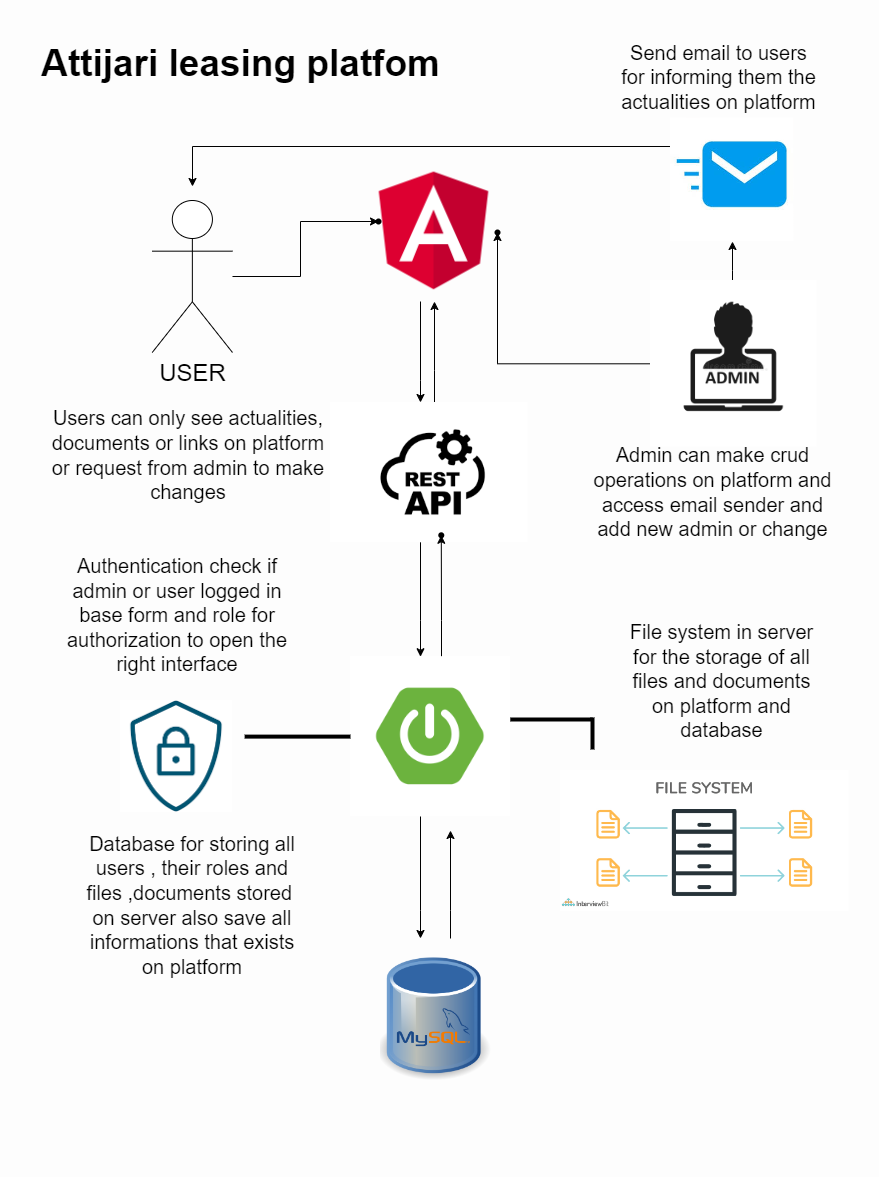 Attijari leasing platfom
Send email to users
for informing them the
actualities on platform
USER
ADMIN
Users can only see actualities,
documents or links on platform
or request from admin to make
changes
REST
API
Admin can make crud
operations on platform and
access email sender and
add new admin or change
Authentication check if
admin or user logged in
base form and role for
authorization to open the
right interface
File system in server
for the storage of all
files and documents
on platform and
database
FILE SYSTEM
InterviewBit
Database for storing all
users , their roles and
files ,documents stored
on server also save all
informations that exists
on platform
MySQL